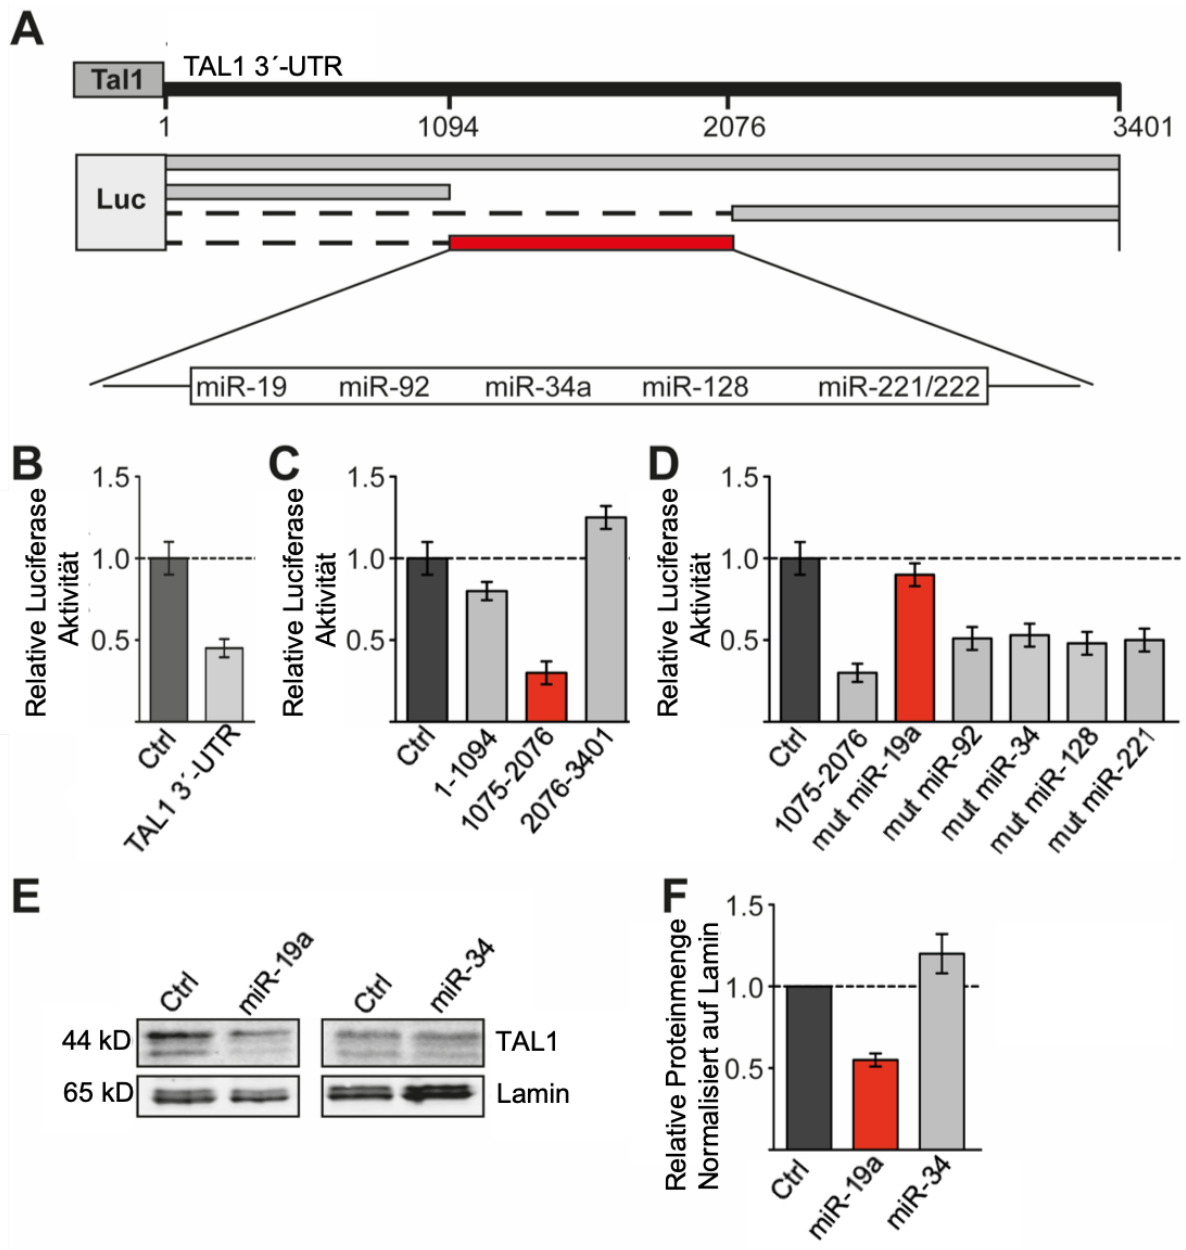 A
Tal1
TAL1 3´-UTR
1 1094 2076 3401
Luc
miR-19 miR-92 miR-34a miR-128 miR-221/222
B
Relative Luciferase
Aktivität
1.5
1.0
0.5
Ctrl
TAL1 3´-UTR
C
Relative Luciferase
Aktivität
1.5
1.0
0.5
Ctrl
1-1094
1075-2076
2076-3401
D
Relative Luciferase
Aktivität
1.5
1.0
0.5
Ctrl
1075-2076
mut miR-19a
mut miR-92
mut miR-34
mut miR-128
mut miR-221
E
Ctrl
miR-19a
Ctrl
miR-34
44 kD
TAL1
65 kD
Lamin
F
Relative Proteinmenge
Normalisiert auf Lamin
1.5
1.0
0.5
Ctrl
miR-19a
miR-34